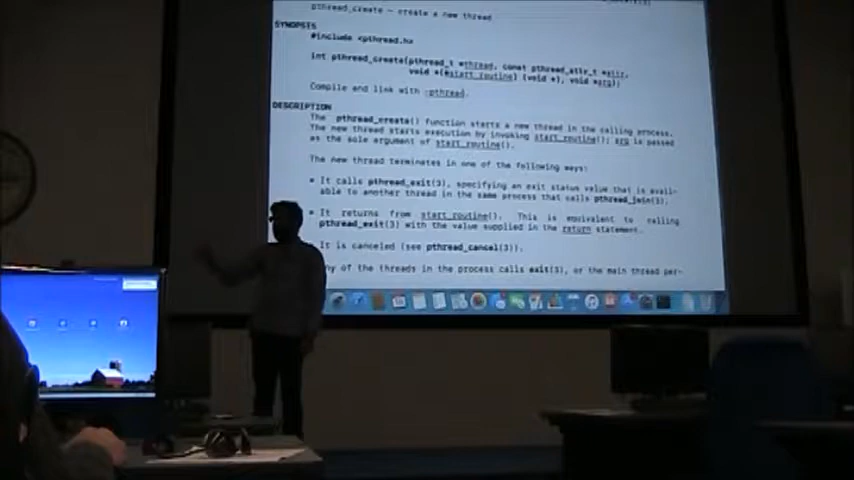 pthread_create – create a new thread
SYNOPSIS
#include <pthread.h>
int pthread_create(pthread_t *thread, const pthread_attr_t *attr,
void *(*start_routine) (void *), void *arg);
Compile and link with -pthread.
DESCRIPTION
The pthread_create() function starts a new thread in the calling process.
The new thread starts execution by invoking start_routine(); arg is passed
as the sole argument of start_routine().
The new thread terminates in one of the following ways:
* It calls pthread_exit(3), specifying an exit status value that is avail-
able to another thread in the same process that calls pthread_join(3).
* It returns from start_routine(). This is equivalent to calling
pthread_exit(3) with the value supplied in the return statement.
It is canceled (see pthread_cancel(3)).
ny of the threads in the process calls exit(3), or the main thread per-